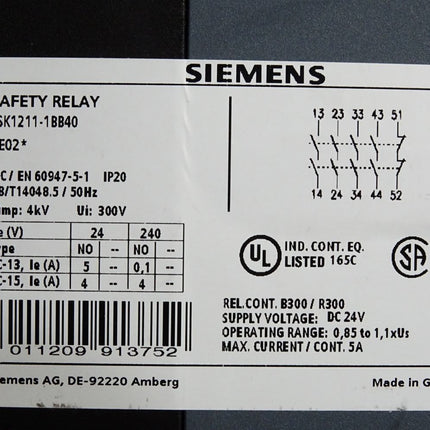 SIEMENS
AFETY RELAY
SK1211-1BB40
E02*
C / EN 60947-5-1 IP20
B/T14048.5 / 50Hz
mp: 4kV Ui: 300V
e (V) 24 240
ype NO -- NO --
C-13, Ie (A) 5 -- 0,1 --
C-15, Ie (A) 4 -- 4 --
011209 913752
emens AG, DE-92220 Amberg
13 23 33 43 51
14 24 34 44 52
UL
IND. CONT. EQ.
LISTED 165C
SA
REL.CONT. B300 / R300
SUPPLY VOLTAGE: DC 24V
OPERATING RANGE: 0,85 to 1,1xUs
MAX. CURRENT / CONT. 5A
Made in G